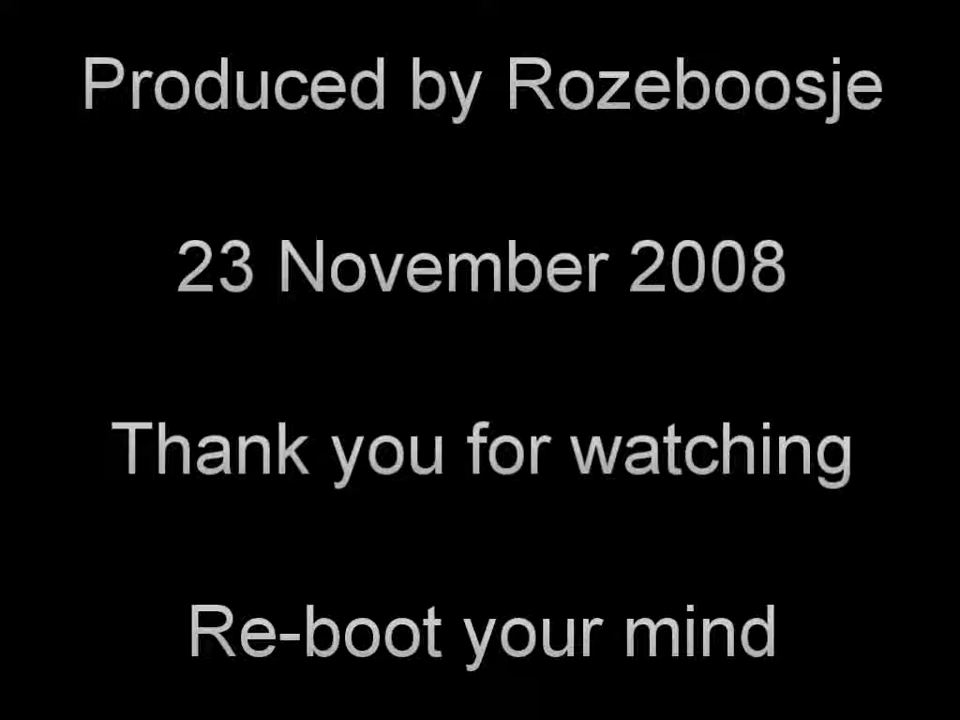 Produced by Rozeboosje
23 November 2008
Thank you for watching
Re-boot your mind